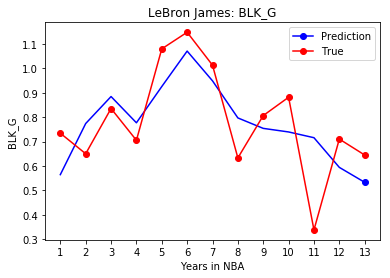 LeBron James: BLK_G
Prediction
True
BLK_G
1.1
1.0
0.9
0.8
0.7
0.6
0.5
0.4
0.3
1 2 3 4 5 6 7 8 9 10 11 12 13
Years in NBA